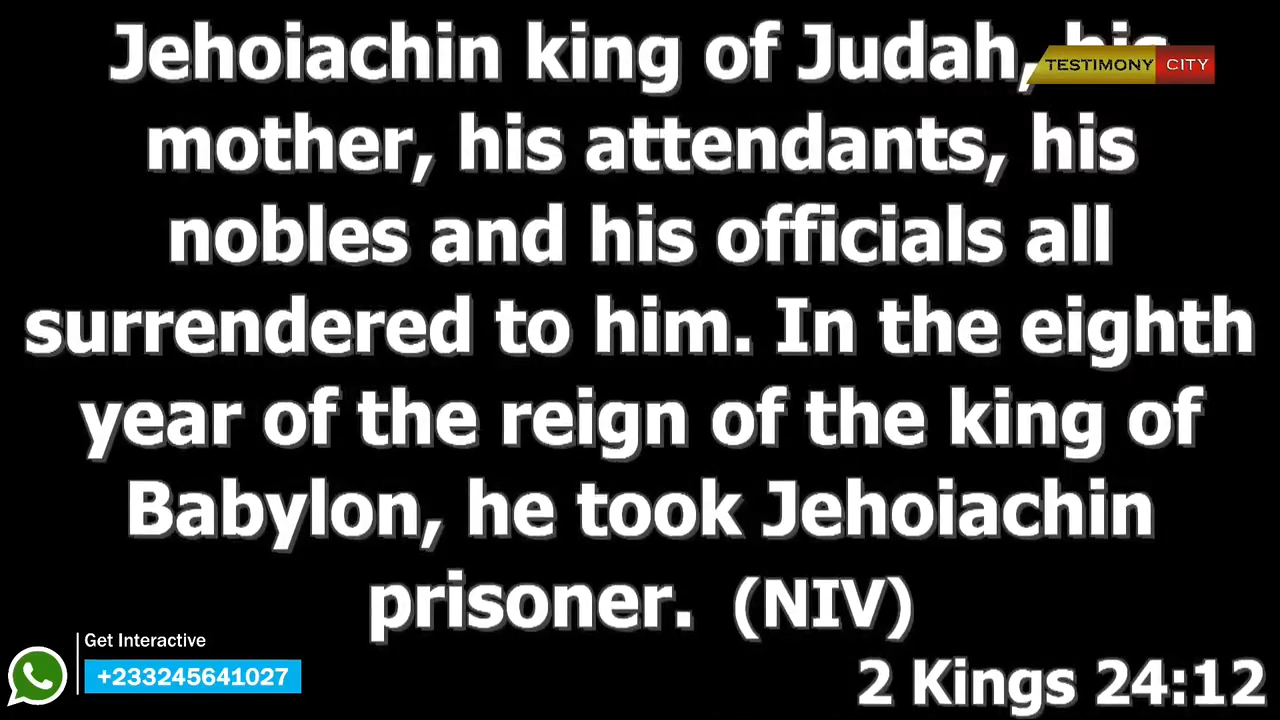 Jehoiachin king of Judah, his
TESTIMONY CITY
mother, his attendants, his
nobles and his officials all
surrendered to him. In the eighth
year of the reign of the king of
Babylon, he took Jehoiachin
prisoner. (NIV)
Get Interactive
+233245641027
2 Kings 24:12